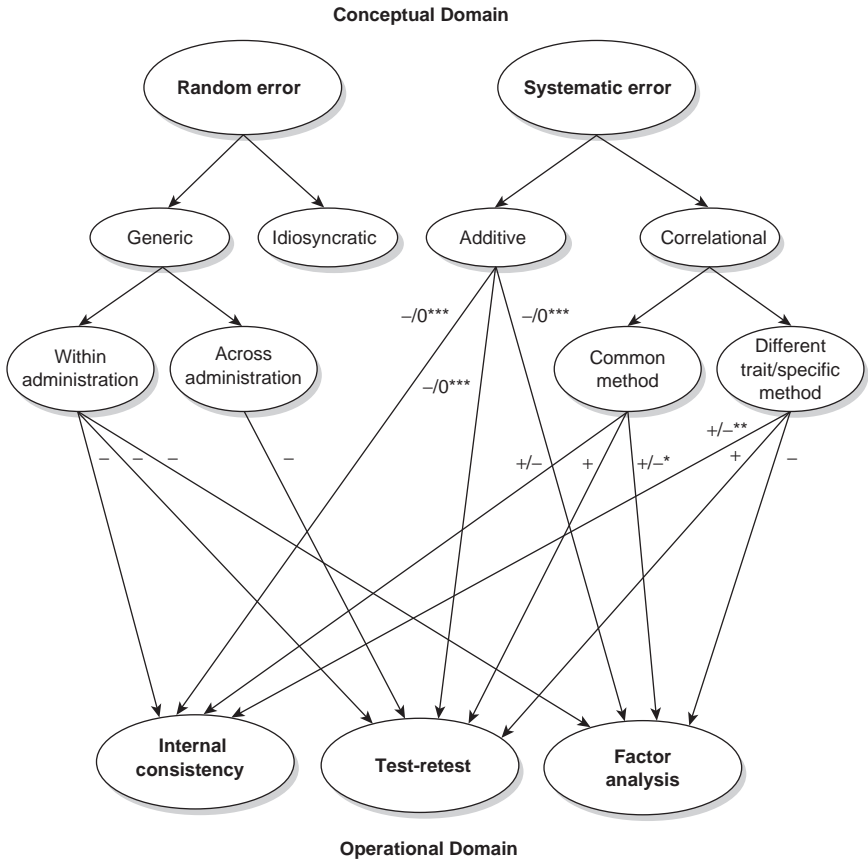 Conceptual Domain
Random error
Systematic error
Generic
Idiosyncratic
Additive
Correlational
Within
administration
Across
administration
Common
method
Different
trait/specific
method
–/0***
–/0***
–/0***
+/–**
–
–
–
–
+/–
+
+/–*
+
–
Internal
consistency
Test-retest
Factor
analysis
Operational Domain